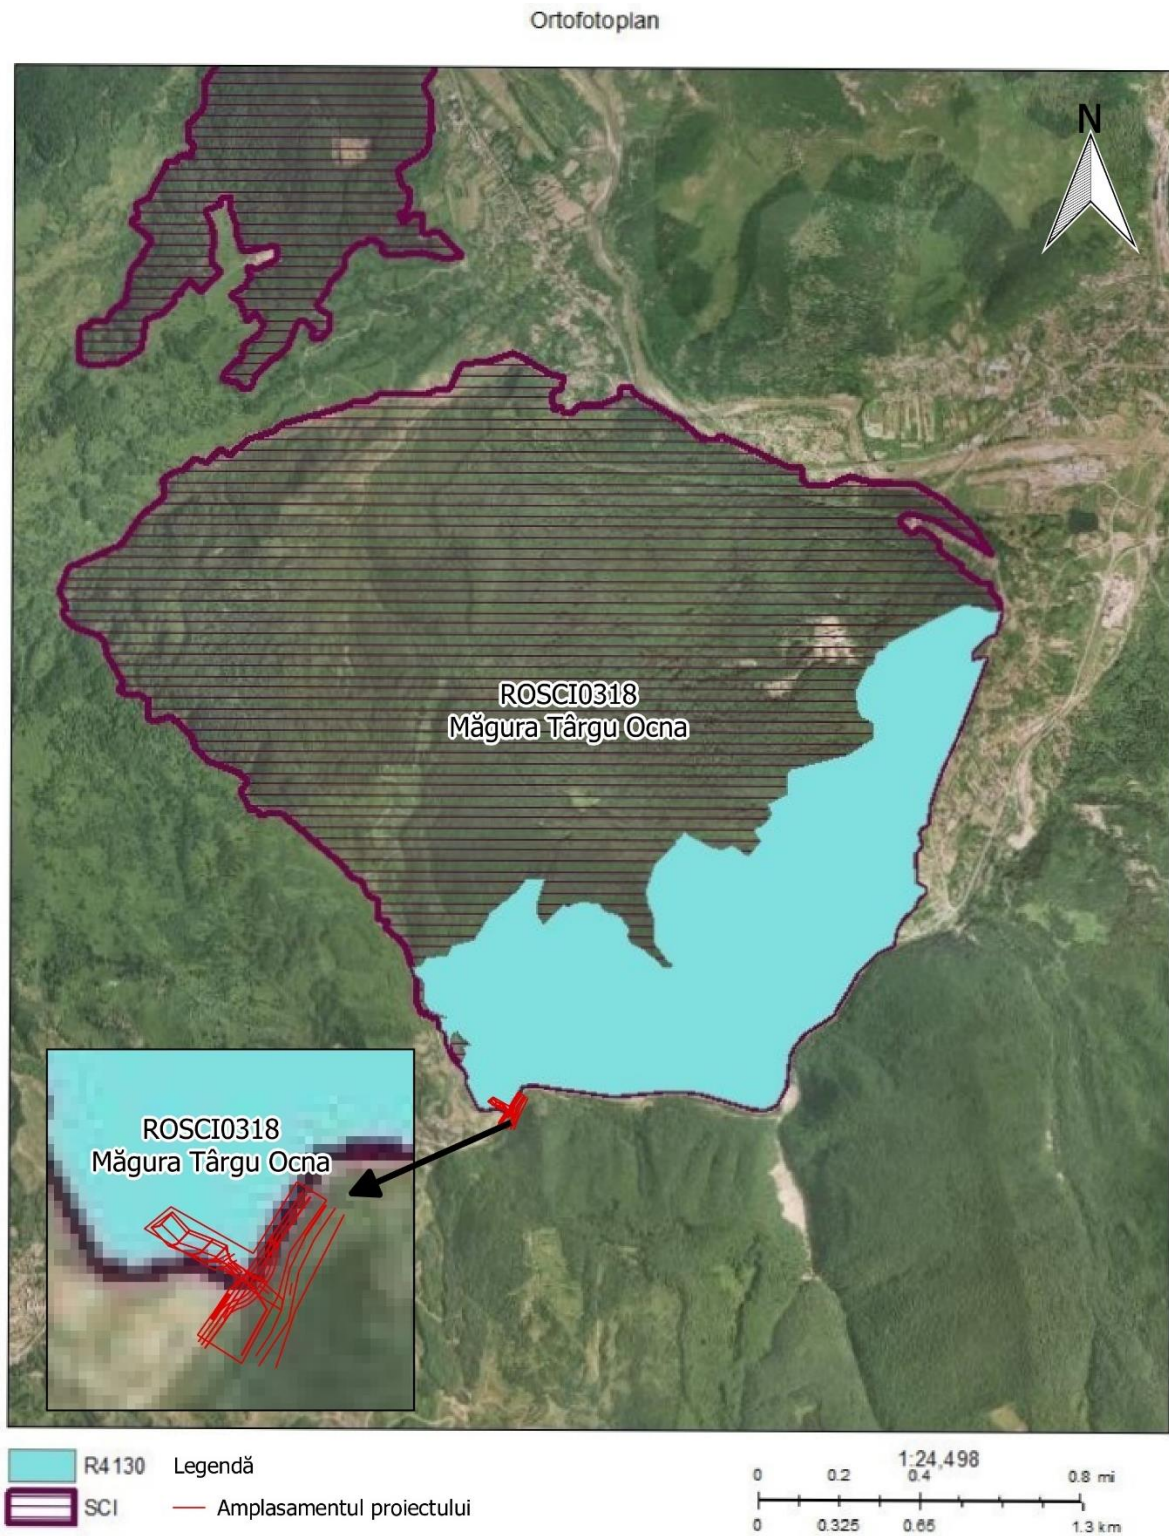 Ortofotoplan
N
ROSCI0318
Măgura Târgu Ocna
ROSCI0318
Măgura Târgu Ocna
R4130 Legendă
SCI Amplasamentul proiectului
1:24,498
0 0.2 0.4 0.8 mi
0 0.325 0.65 1.3 km